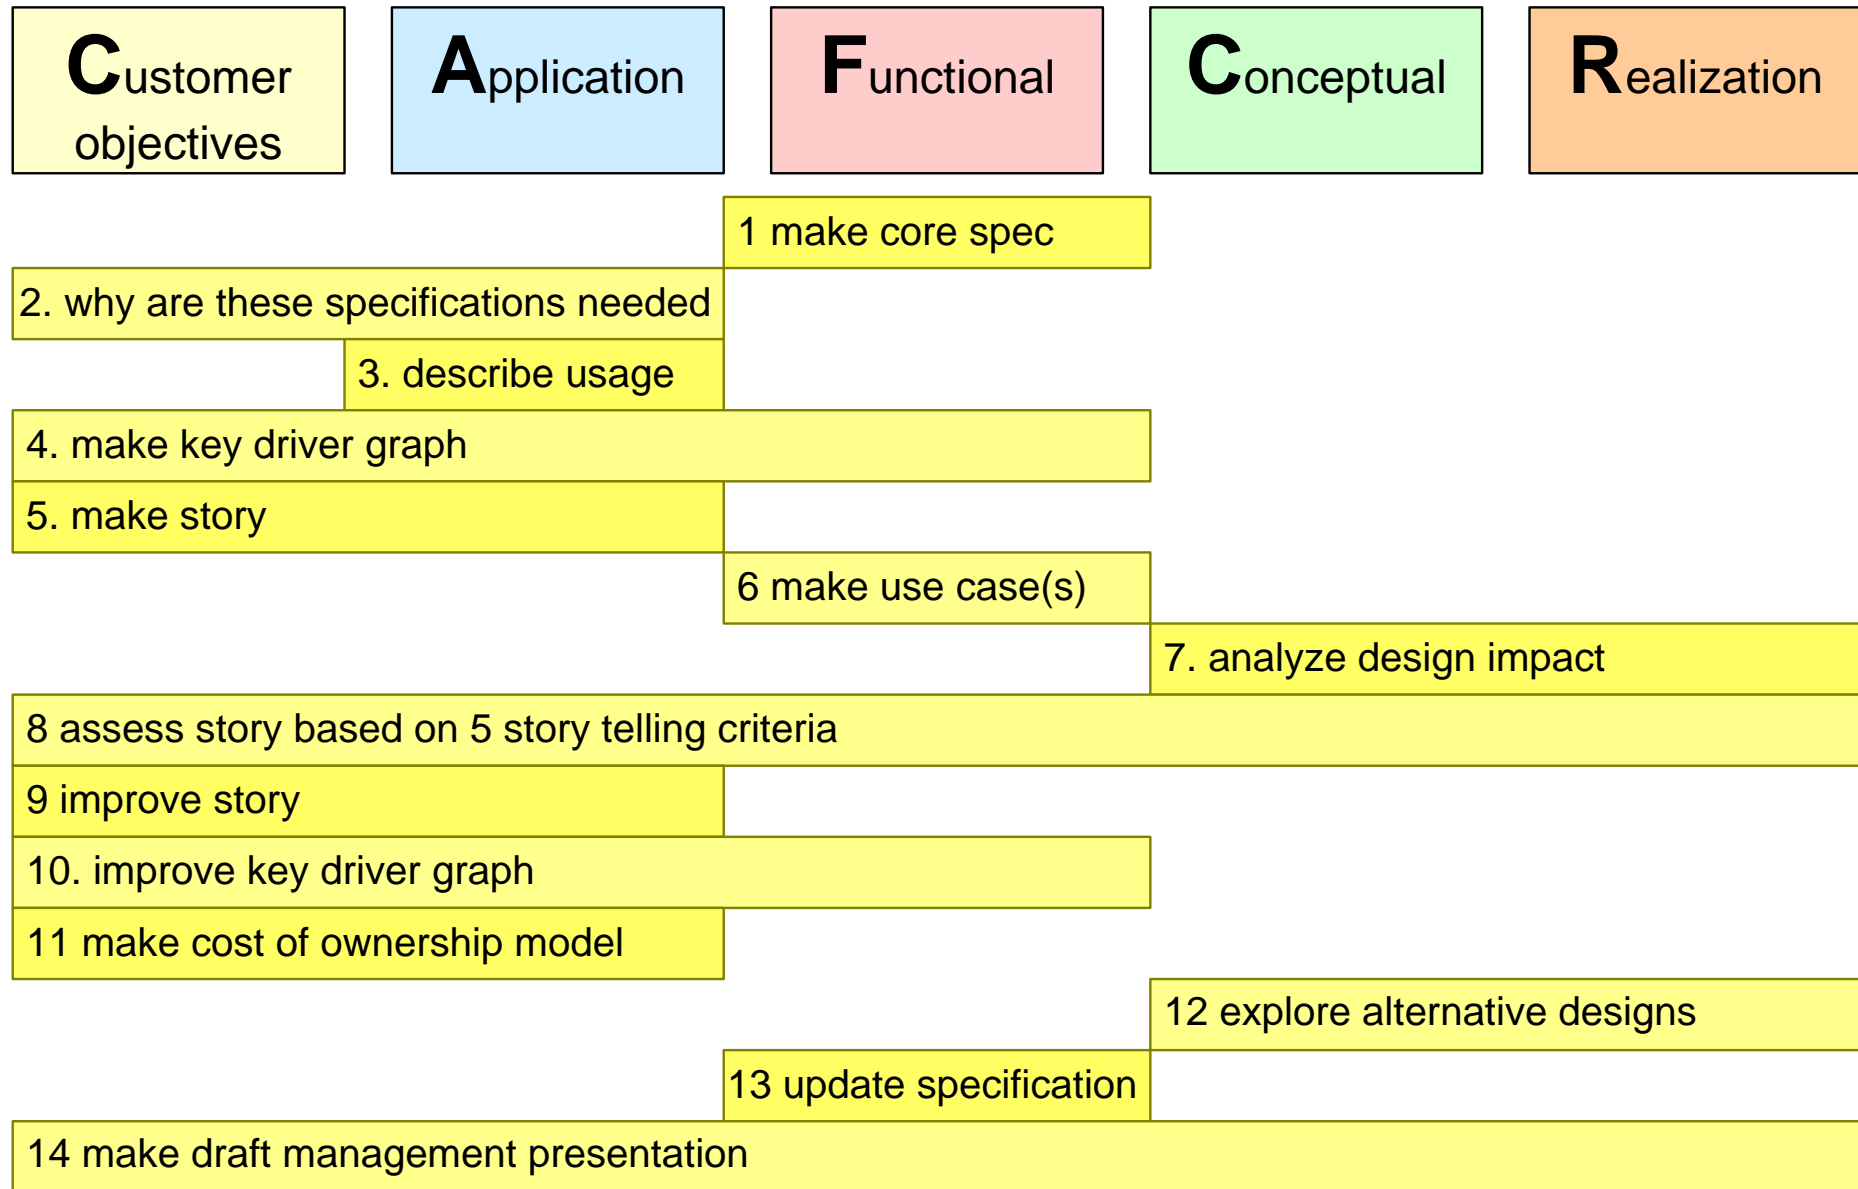 Customer
objectives
Application
Functional
Conceptual
Realization
1 make core spec
2. why are these specifications needed
3. describe usage
4. make key driver graph
5. make story
6 make use case(s)
7. analyze design impact
8 assess story based on 5 story telling criteria
9 improve story
10. improve key driver graph
11 make cost of ownership model
12 explore alternative designs
13 update specification
14 make draft management presentation